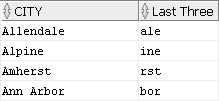 CITY Last Three
Allendale ale
Alpine ine
Amherst rst
Ann Arbor bor